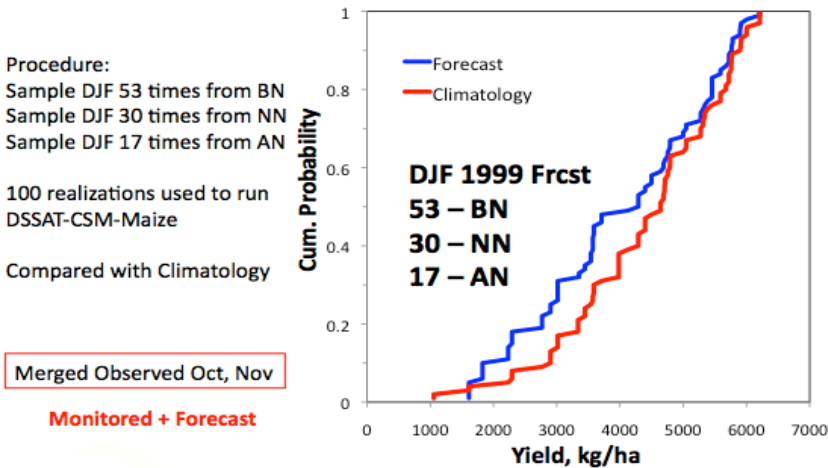 Procedure:
Sample DJF 53 times from BN
Sample DJF 30 times from NN
Sample DJF 17 times from AN
100 realizations used to run
DSSAT-CSM-Maize
Compared with Climatology
Merged Observed Oct, Nov
Monitored + Forecast
Cum. Probability
1
0.8
0.6
0.4
0.2
0
Forecast
Climatology
DJF 1999 Frcst
53 – BN
30 – NN
17 – AN
0 1000 2000 3000 4000 5000 6000 7000
Yield, kg/ha